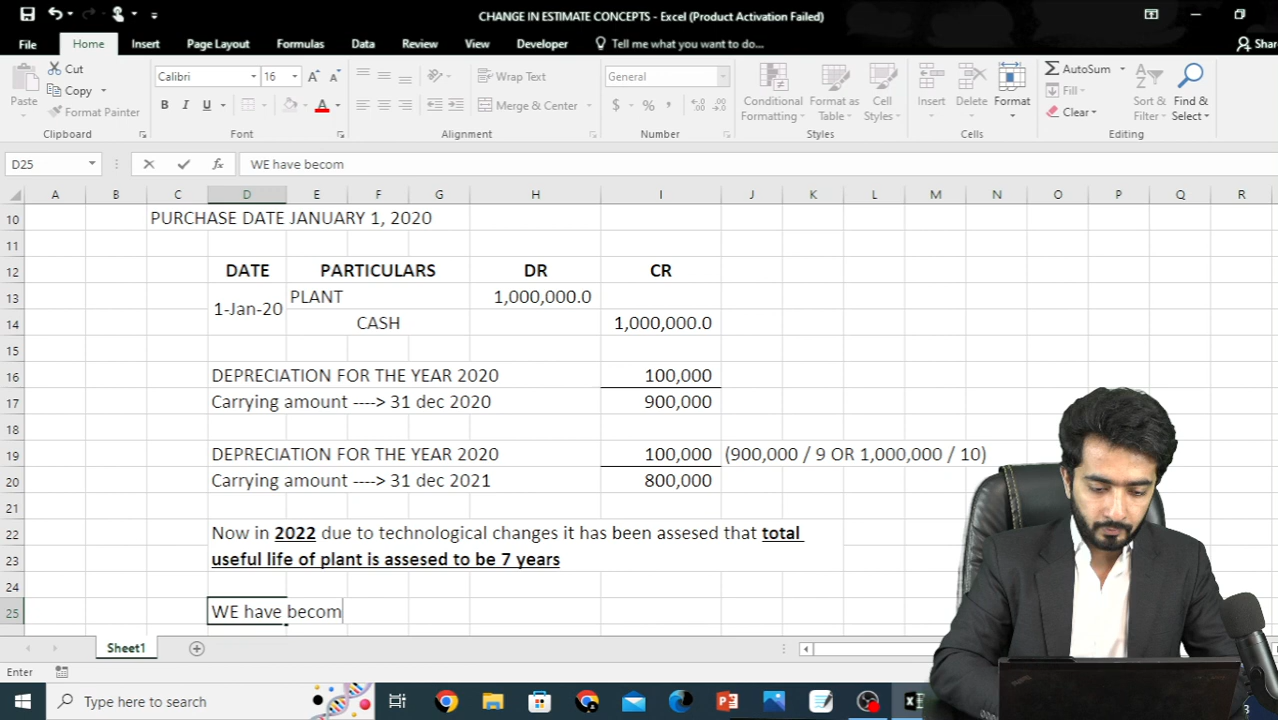 CHANGE IN ESTIMATE CONCEPTS - Excel (Product Activation Failed)
File Home Insert Page Layout Formulas Data Review View Developer Tell me what you want to do... Shar
Paste Cut Copy Format Painter Clipboard
Calibri 16 A A B I U A Font
Wrap Text Merge & Center Alignment
General $ % , Number
Conditional Formatting Format as Table Cell Styles Styles
Insert Delete Format Cells
AutoSum Fill Clear Sort & Filter Find & Select Editing
D25 fx WE have becom
A B C D E F G H I J K L M N O P Q R
10 PURCHASE DATE JANUARY 1, 2020
11
12 DATE PARTICULARS DR CR
13 PLANT 1,000,000.0
1-Jan-20
14 CASH 1,000,000.0
15
16 DEPRECIATION FOR THE YEAR 2020 100,000
17 Carrying amount ----> 31 dec 2020 900,000
18
19 DEPRECIATION FOR THE YEAR 2020 100,000 (900,000 / 9 OR 1,000,000 / 10)
20 Carrying amount ----> 31 dec 2021 800,000
21
22 Now in 2022 due to technological changes it has been assesed that total
23 useful life of plant is assesed to be 7 years
24
25 WE have becom
Sheet1
Enter
Type here to search